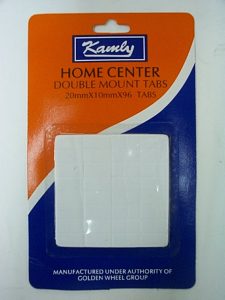 Kamly
HOME CENTER
DOUBLE MOUNT TABS
20mmX10mmX96 TABS
MANUFACTURED UNDER AUTHORITY OF
GOLDEN WHEEL GROUP